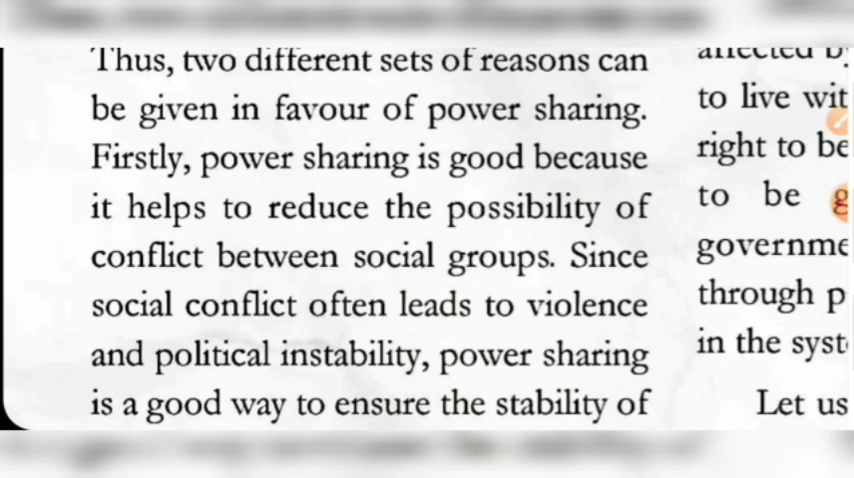 Thus, two different sets of reasons can
be given in favour of power sharing.
Firstly, power sharing is good because
it helps to reduce the possibility of
conflict between social groups. Since
social conflict often leads to violence
and political instability, power sharing
is a good way to ensure the stability of
to live
right to be
to be
through
in the
Let us